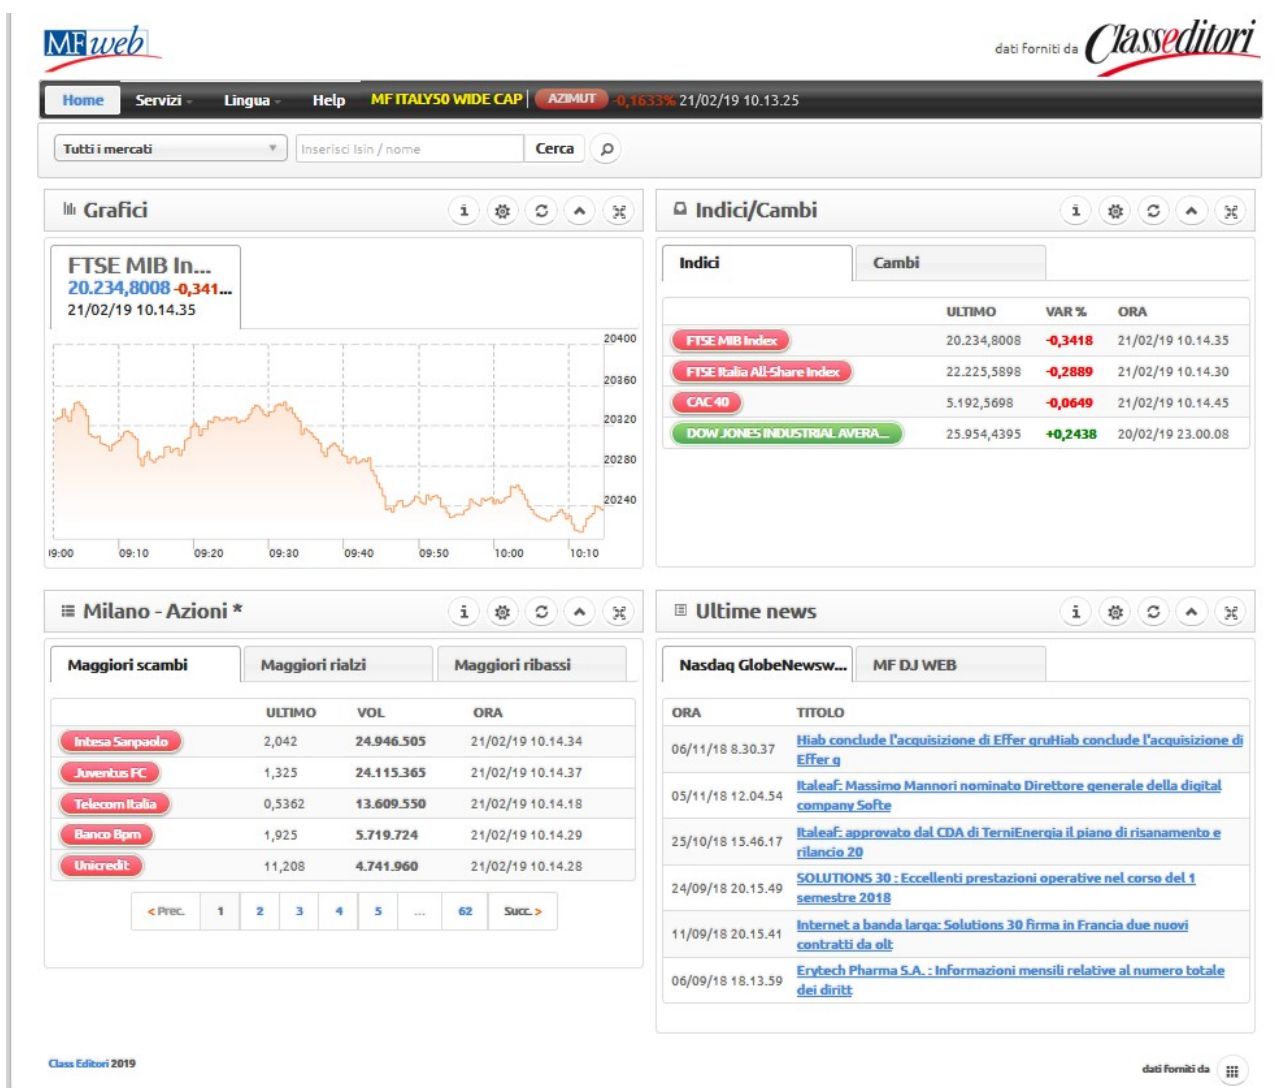 MFweb
dati forniti da Classeditori
Home Servizi Lingua Help MF ITALY50 WIDE CAP AZIMUT -0,1633% 21/02/19 10.13.25
Tutti i mercati Inserisci Isin / nome Cerca
Grafici
FTSE MIB In...
20.234,8008 -0,341...
21/02/19 10.14.35
20400
20360
20320
20280
20240
19:00 09:10 09:20 09:30 09:40 09:50 10:00 10:10
Indici/Cambi
Indici Cambi
ULTIMO VAR % ORA
FTSE MIB Index 20.234,8008 -0,3418 21/02/19 10.14.35
FTSE Italia All-Share Index 22.225,5898 -0,2889 21/02/19 10.14.30
CAC 40 5.192,5698 -0,0649 21/02/19 10.14.45
DOW JONES INDUSTRIAL AVERA... 25.954,4395 +0,2438 20/02/19 23.00.08
Milano - Azioni *
Maggiori scambi Maggiori rialzi Maggiori ribassi
ULTIMO VOL ORA
Intesa Sanpaolo 2,042 24.946.505 21/02/19 10.14.34
Juventus FC 1,325 24.115.365 21/02/19 10.14.37
Telecom Italia 0,5362 13.609.550 21/02/19 10.14.18
Banco Bpm 1,925 5.719.724 21/02/19 10.14.29
Unicredit 11,208 4.741.960 21/02/19 10.14.28
< Prec. 1 2 3 4 5 ... 62 Succ. >
Ultime news
Nasdaq GlobeNewsw... MF DJ WEB
ORA TITOLO
06/11/18 8.30.37 Hiab conclude l'acquisizione di Effer gruHiab conclude l'acquisizione di
Effer g
05/11/18 12.04.54 Italeaf: Massimo Mannori nominato Direttore generale della digital
company Softe
25/10/18 15.46.17 Italeaf: approvato dal CDA di TerniEnergia il piano di risanamento e
rilancio 20
24/09/18 20.15.49 SOLUTIONS 30 : Eccellenti prestazioni operative nel corso del 1
semestre 2018
11/09/18 20.15.41 Internet a banda larga: Solutions 30 firma in Francia due nuovi
contratti da olt
06/09/18 18.13.59 Erytech Pharma S.A. : Informazioni mensili relative al numero totale
dei diritt
Class Editori 2019
dati forniti da